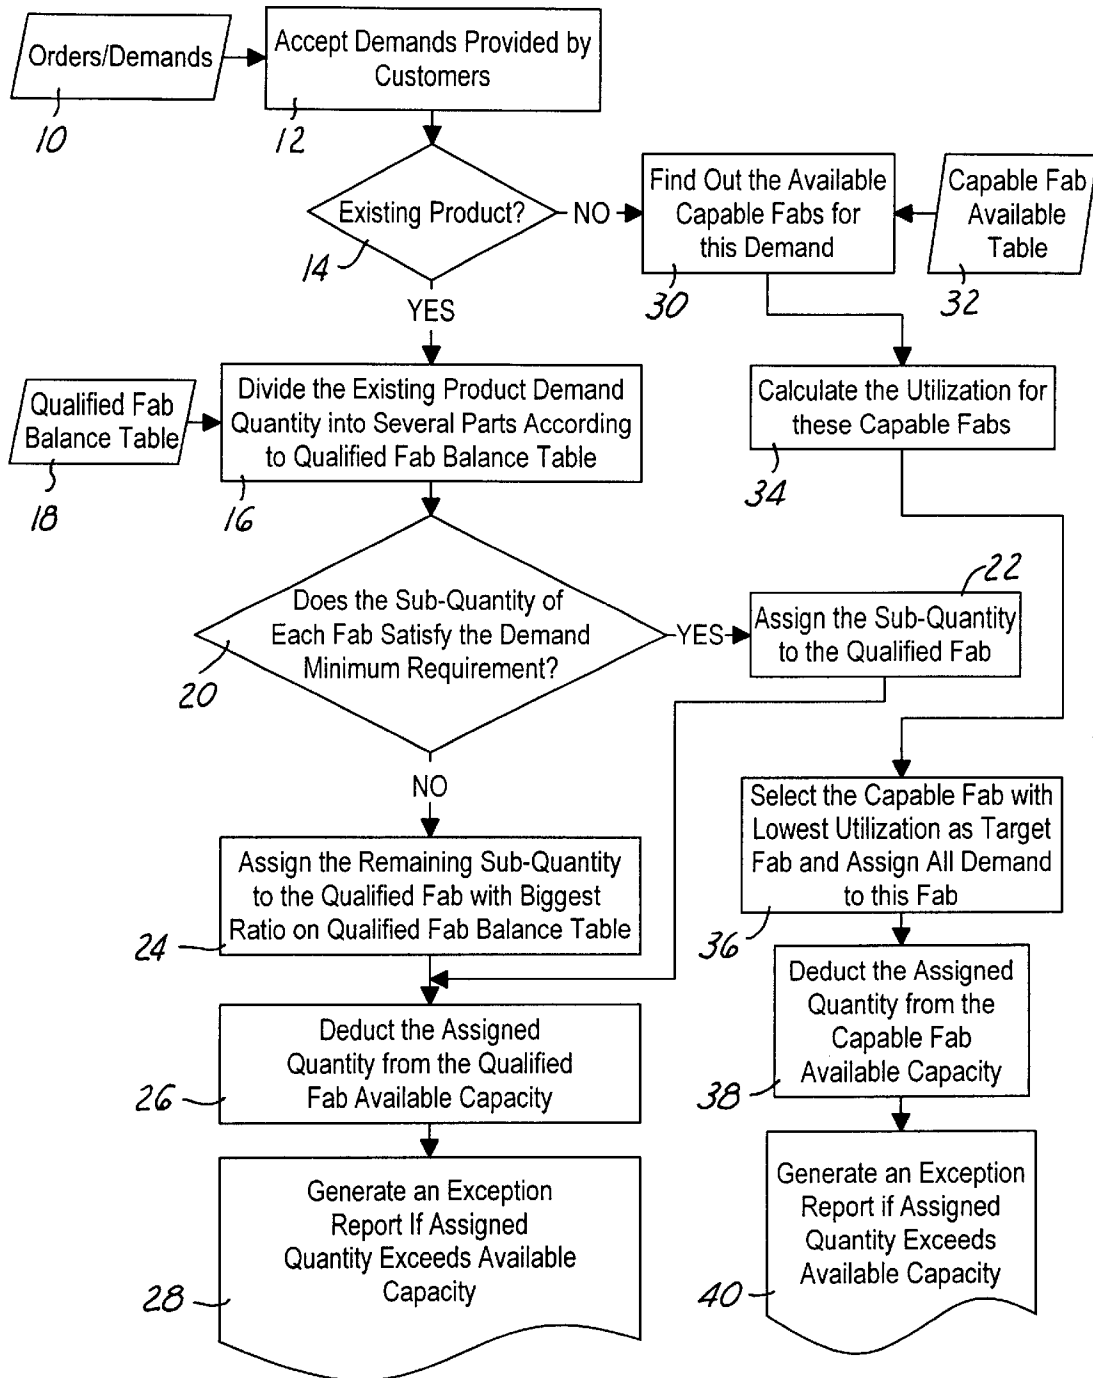 Orders/Demands
10
Accept Demands Provided by
Customers
12
Existing Product?
14
NO
YES
Find Out the Available
Capable Fabs for
this Demand
30
Capable Fab
Available
Table
32
Qualified Fab
Balance Table
18
Divide the Existing Product Demand
Quantity into Several Parts According
to Qualified Fab Balance Table
16
Calculate the Utilization for
these Capable Fabs
34
Does the Sub-Quantity of
Each Fab Satisfy the Demand
Minimum Requirement?
20
YES
NO
22
Assign the Sub-Quantity
to the Qualified Fab
Assign the Remaining Sub-Quantity
to the Qualified Fab with Biggest
Ratio on Qualified Fab Balance Table
24
Select the Capable Fab with
Lowest Utilization as Target
Fab and Assign All Demand
to this Fab
36
Deduct the Assigned
Quantity from the Qualified
Fab Available Capacity
26
Deduct the Assigned
Quantity from the
Capable Fab
Available Capacity
38
Generate an Exception
Report If Assigned
Quantity Exceeds Available
Capacity
28
Generate an Exception
Report if Assigned
Quantity Exceeds
Available Capacity
40